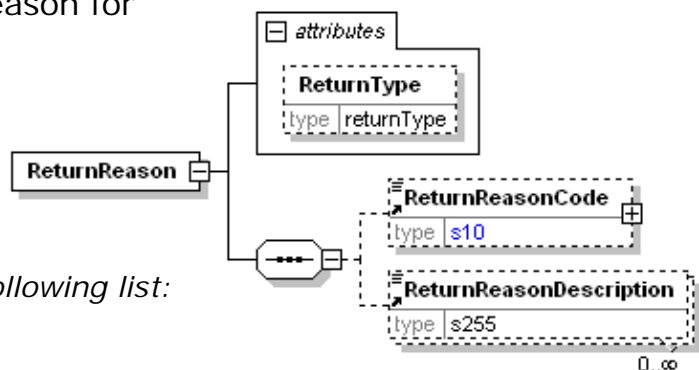 eason for
attributes
ReturnType
type returnType
ReturnReason
ReturnReasonCode
type s10
ollowing list:
ReturnReasonDescription
type s255
0..∞